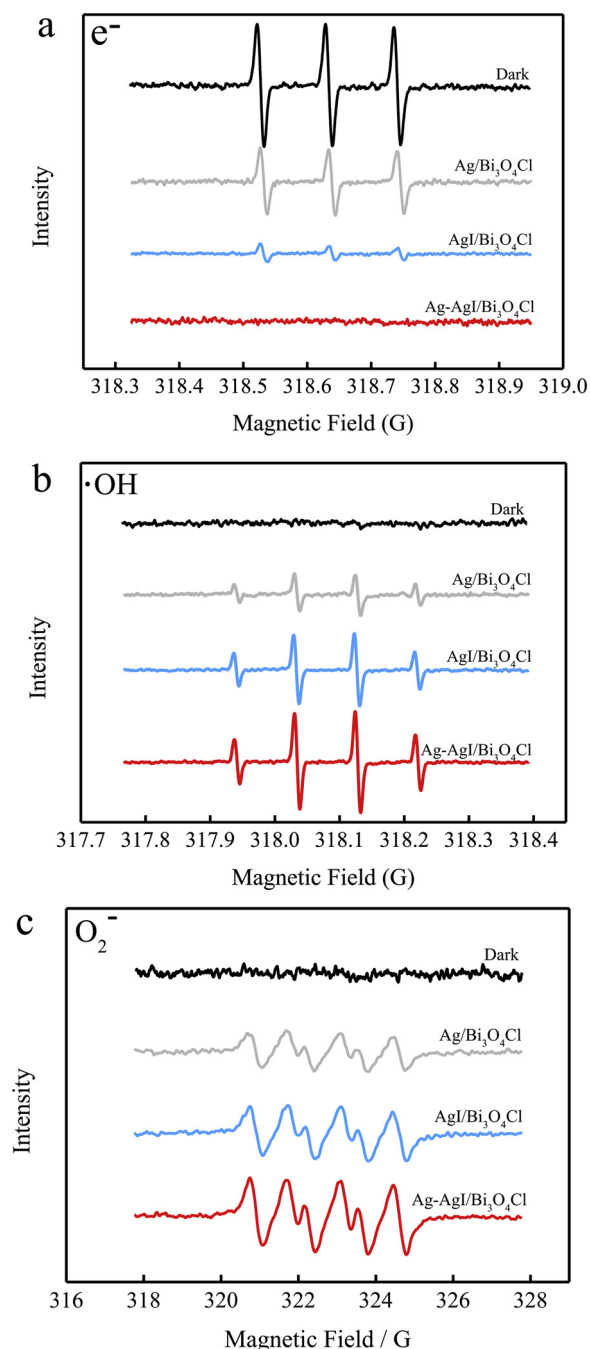 a
e⁻
Dark
Ag/Bi₃O₄Cl
AgI/Bi₃O₄Cl
Ag-AgI/Bi₃O₄Cl
Intensity
318.3 318.4 318.5 318.6 318.7 318.8 318.9 319.0
Magnetic Field (G)
b
·OH
Dark
Ag/Bi₃O₄Cl
AgI/Bi₃O₄Cl
Ag-AgI/Bi₃O₄Cl
Intensity
317.7 317.8 317.9 318.0 318.1 318.2 318.3 318.4
Magnetic Field (G)
c
O₂⁻
Dark
Ag/Bi₃O₄Cl
AgI/Bi₃O₄Cl
Ag-AgI/Bi₃O₄Cl
Intensity
316 318 320 322 324 326 328
Magnetic Field / G